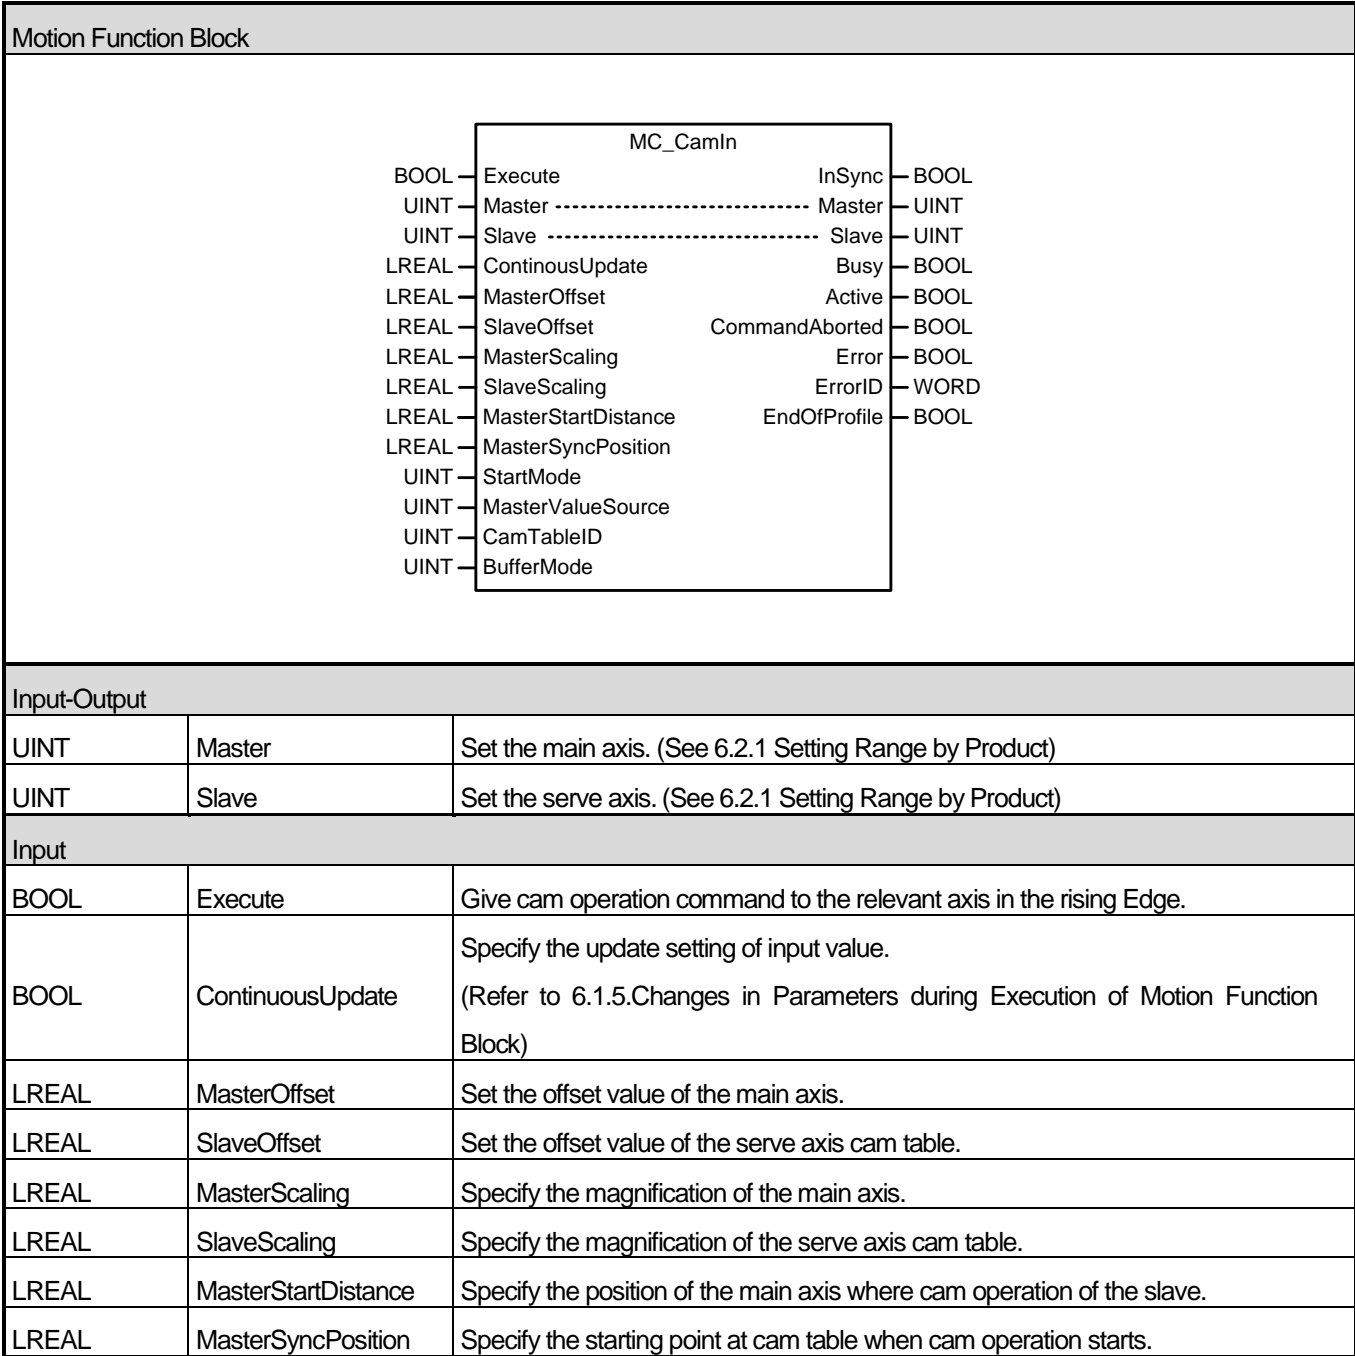 Motion Function Block
MC_CamIn
BOOL Execute InSync BOOL
UINT Master Master UINT
UINT Slave Slave UINT
LREAL ContinousUpdate Busy BOOL
LREAL MasterOffset Active BOOL
LREAL SlaveOffset CommandAborted BOOL
LREAL MasterScaling Error BOOL
LREAL SlaveScaling ErrorID WORD
LREAL MasterStartDistance EndOfProfile BOOL
LREAL MasterSyncPosition
UINT StartMode
UINT MasterValueSource
UINT CamTableID
UINT BufferMode
Input-Output
UINT Master Set the main axis. (See 6.2.1 Setting Range by Product)
UINT Slave Set the serve axis. (See 6.2.1 Setting Range by Product)
Input
BOOL Execute Give cam operation command to the relevant axis in the rising Edge.
Specify the update setting of input value.
BOOL ContinuousUpdate (Refer to 6.1.5.Changes in Parameters during Execution of Motion Function
Block)
LREAL MasterOffset Set the offset value of the main axis.
LREAL SlaveOffset Set the offset value of the serve axis cam table.
LREAL MasterScaling Specify the magnification of the main axis.
LREAL SlaveScaling Specify the magnification of the serve axis cam table.
LREAL MasterStartDistance Specify the position of the main axis where cam operation of the slave.
LREAL MasterSyncPosition Specify the starting point at cam table when cam operation starts.